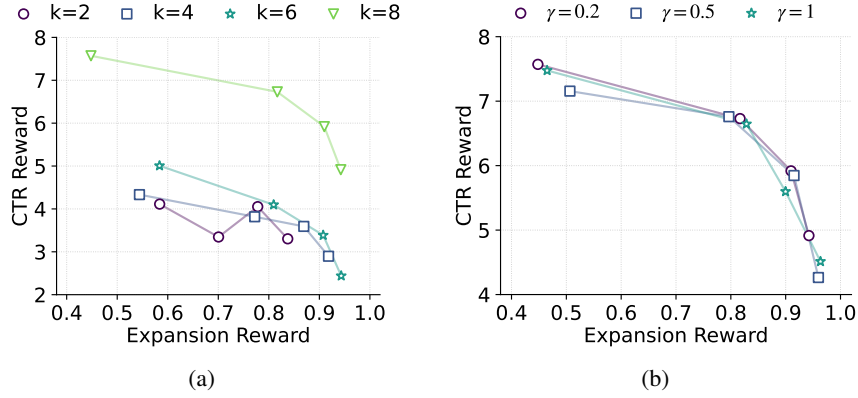 k=2 k=4 k=6 k=8
8
7
6
5
4
3
2
CTR Reward
0.4 0.5 0.6 0.7 0.8 0.9 1.0
Expansion Reward
(a)
γ=0.2 γ=0.5 γ=1
8
7
6
5
4
CTR Reward
0.4 0.5 0.6 0.7 0.8 0.9 1.0
Expansion Reward
(b)